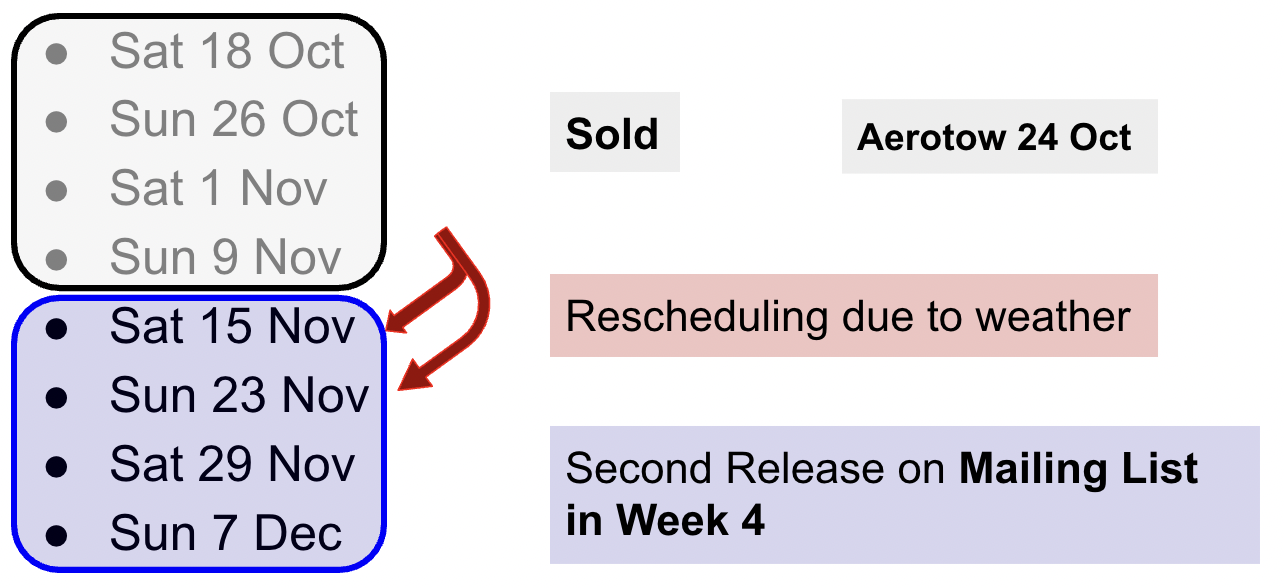 ● Sat 18 Oct
● Sun 26 Oct
● Sat 1 Nov
● Sun 9 Nov
● Sat 15 Nov
● Sun 23 Nov
● Sat 29 Nov
● Sun 7 Dec
Sold
Aerotow 24 Oct
Rescheduling due to weather
Second Release on Mailing List
in Week 4